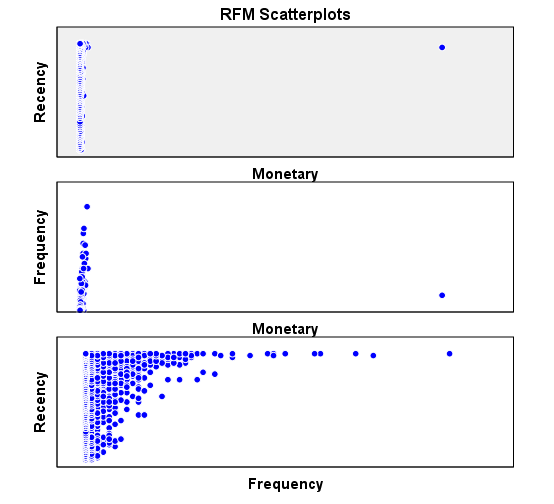 RFM Scatterplots
Recency
Monetary
Frequency
Monetary
Recency
Frequency